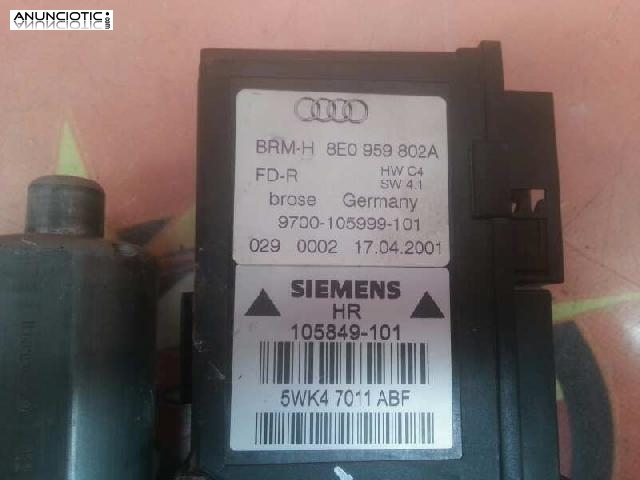 ANUNCIOTIC
.com
BRM-H 8E0 959 802A
FD-R HW C4
SW 4.1
brose Germany
9700-105999-101
029 0002 17.04.2001
SIEMENS
HR
105849-101
5WK4 7011 ABF